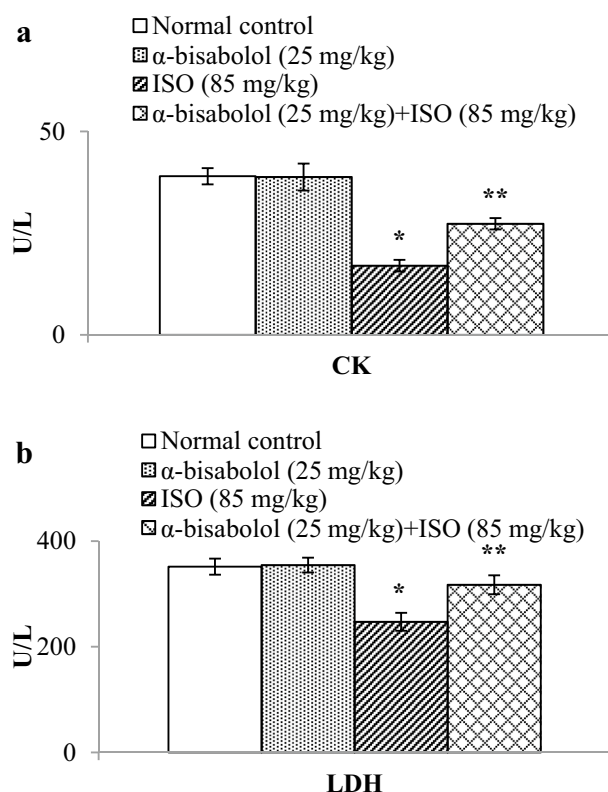 a
Normal control
α-bisabolol (25 mg/kg)
ISO (85 mg/kg)
α-bisabolol (25 mg/kg)+ISO (85 mg/kg)
50
U/L
*
**
0
CK
b
Normal control
α-bisabolol (25 mg/kg)
ISO (85 mg/kg)
α-bisabolol (25 mg/kg)+ISO (85 mg/kg)
400
**
*
U/L
200
0
LDH